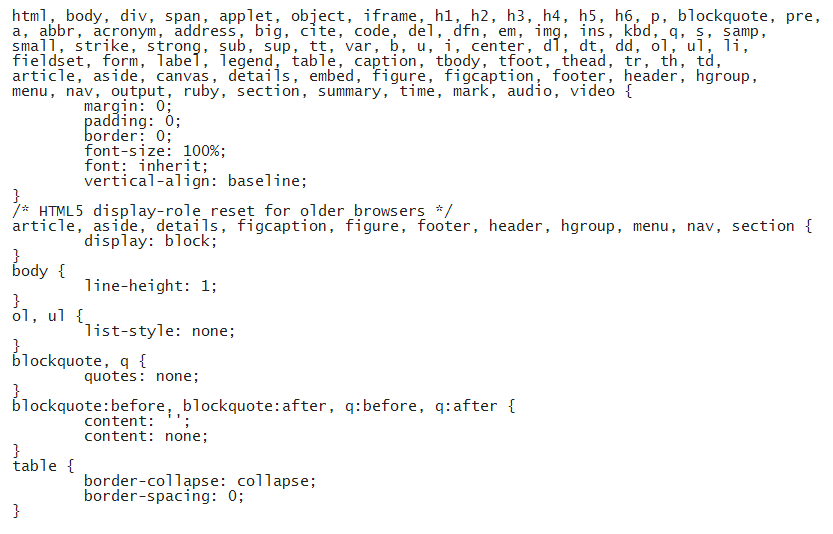 html, body, div, span, applet, object, iframe, h1, h2, h3, h4, h5, h6, p, blockquote, pre,
a, abbr, acronym, address, big, cite, code, del, dfn, em, img, ins, kbd, q, s, samp,
small, strike, strong, sub, sup, tt, var, b, u, i, center, dl, dt, dd, ol, ul, li,
fieldset, form, label, legend, table, caption, tbody, tfoot, thead, tr, th, td,
article, aside, canvas, details, embed, figure, figcaption, footer, header, hgroup,
menu, nav, output, ruby, section, summary, time, mark, audio, video {
        margin: 0;
        padding: 0;
        border: 0;
        font-size: 100%;
        font: inherit;
        vertical-align: baseline;
}
/* HTML5 display-role reset for older browsers */
article, aside, details, figcaption, figure, footer, header, hgroup, menu, nav, section {
        display: block;
}
body {
        line-height: 1;
}
ol, ul {
        list-style: none;
}
blockquote, q {
        quotes: none;
}
blockquote:before, blockquote:after, q:before, q:after {
        content: '';
        content: none;
}
table {
        border-collapse: collapse;
        border-spacing: 0;
}